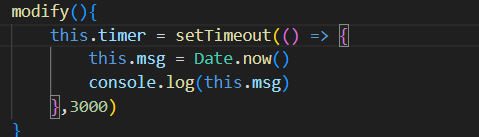 modify(){
    this.timer = setTimeout(() => {
        this.msg = Date.now()
        console.log(this.msg)
    },3000)
}